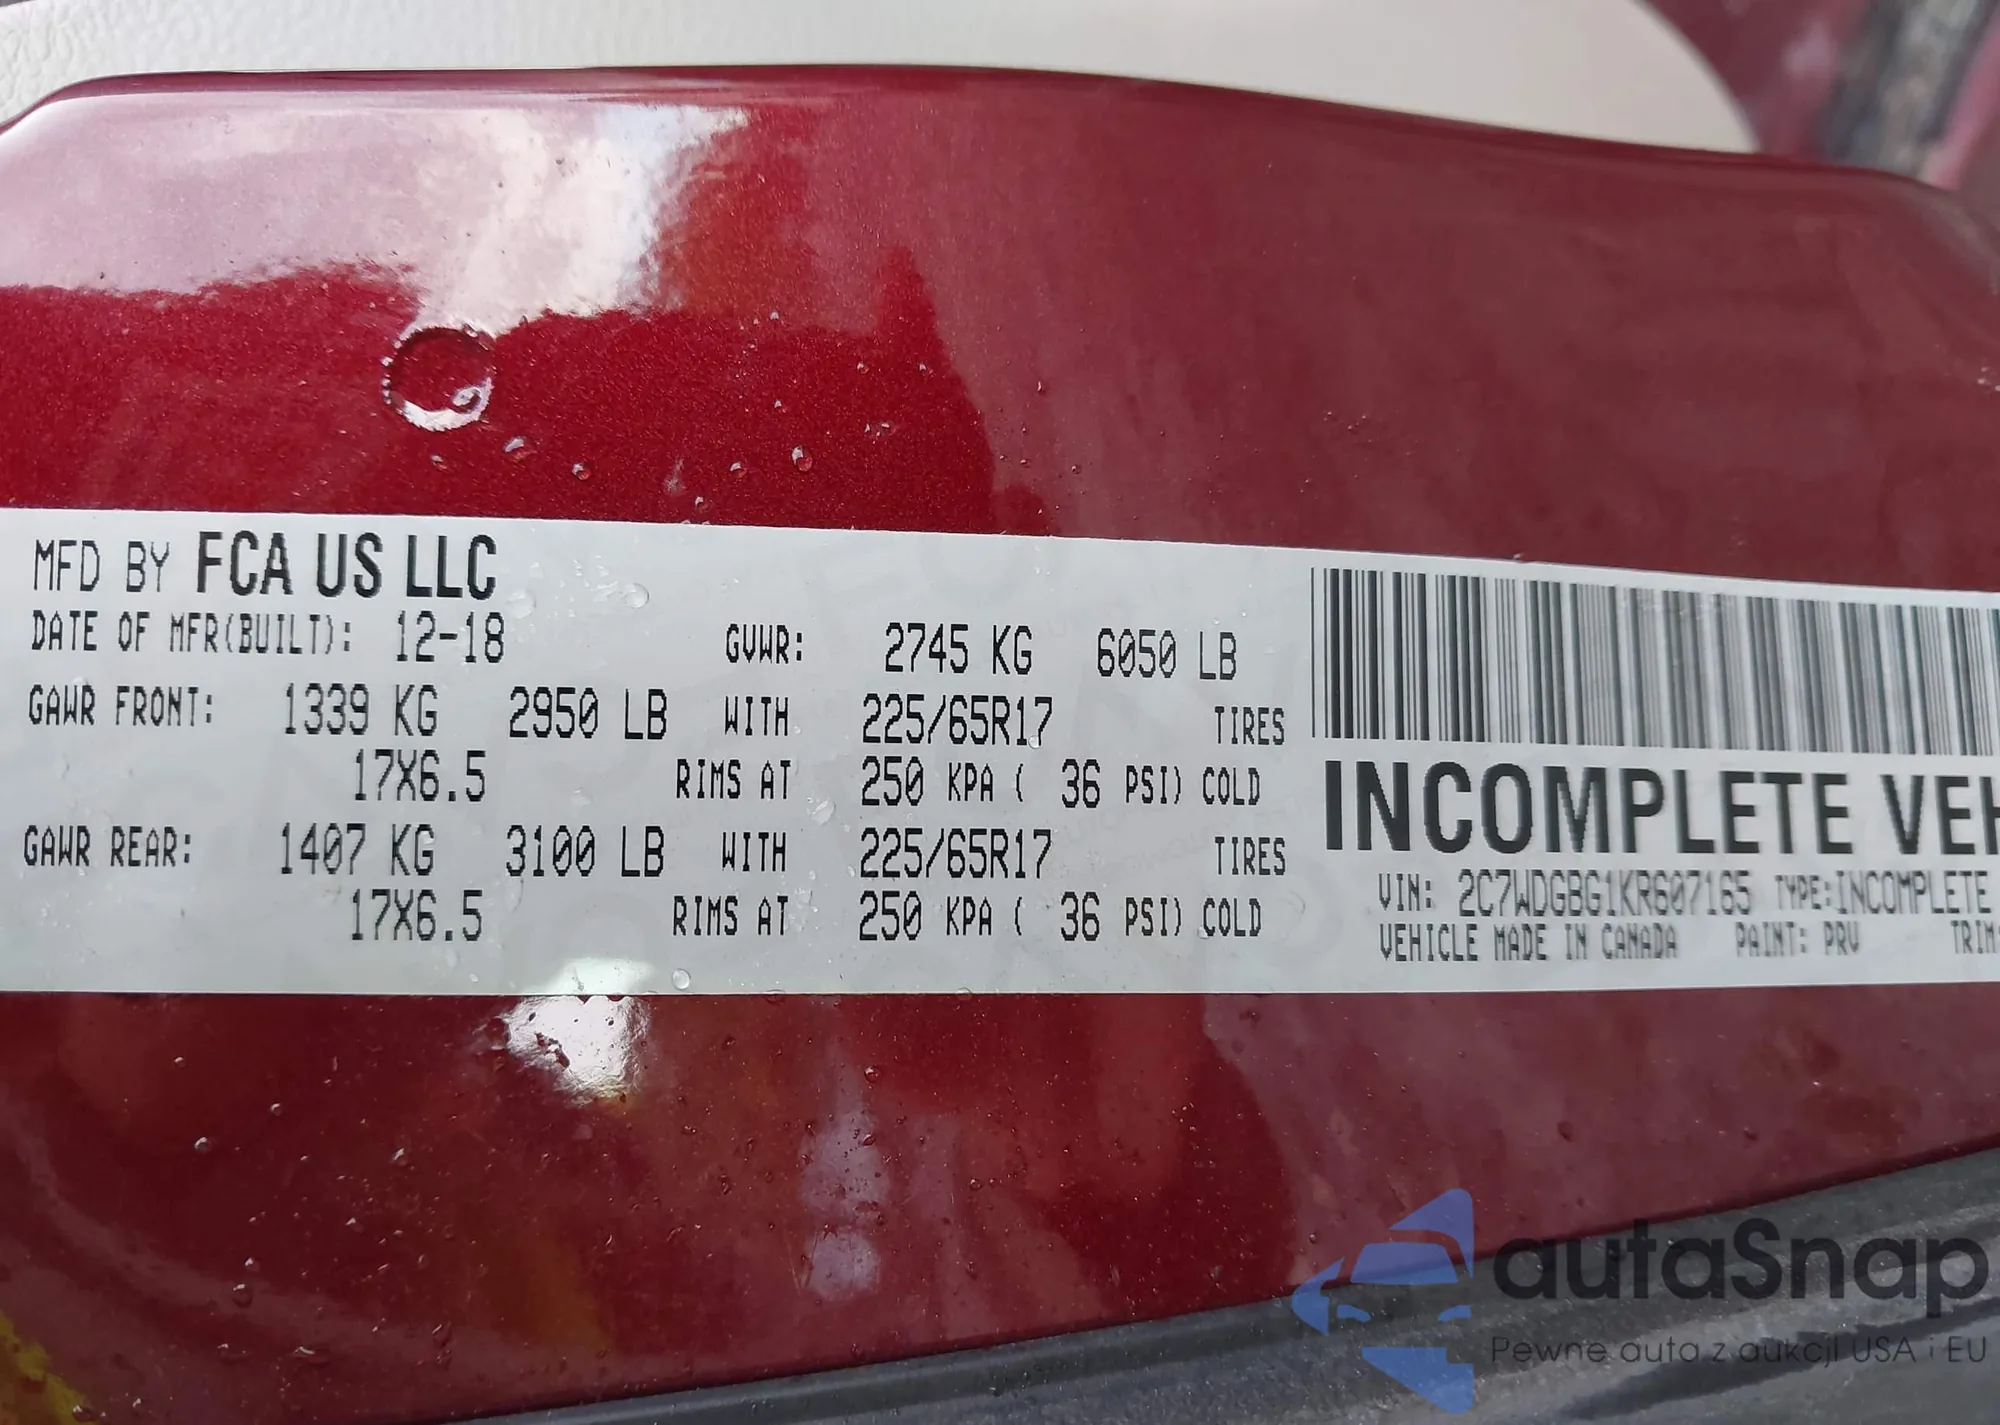 MFD BY FCA US LLC
DATE OF MFR(BUILT): 12-18 GVWR: 2745 KG 6050 LB
GAWR FRONT: 1339 KG 2950 LB WITH 225/65R17 TIRES
17X6.5 RIMS AT 250 KPA ( 36 PSI) COLD
GAWR REAR: 1407 KG 3100 LB WITH 225/65R17 TIRES
17X6.5 RIMS AT 250 KPA ( 36 PSI) COLD
INCOMPLETE VEH
VIN: 2C7WDGBG1KR607165 TYPE:INCOMPLETE
VEHICLE MADE IN CANADA PAINT: PRV TRIM:
autaSnap
Pewne auta z aukcji USA i EU